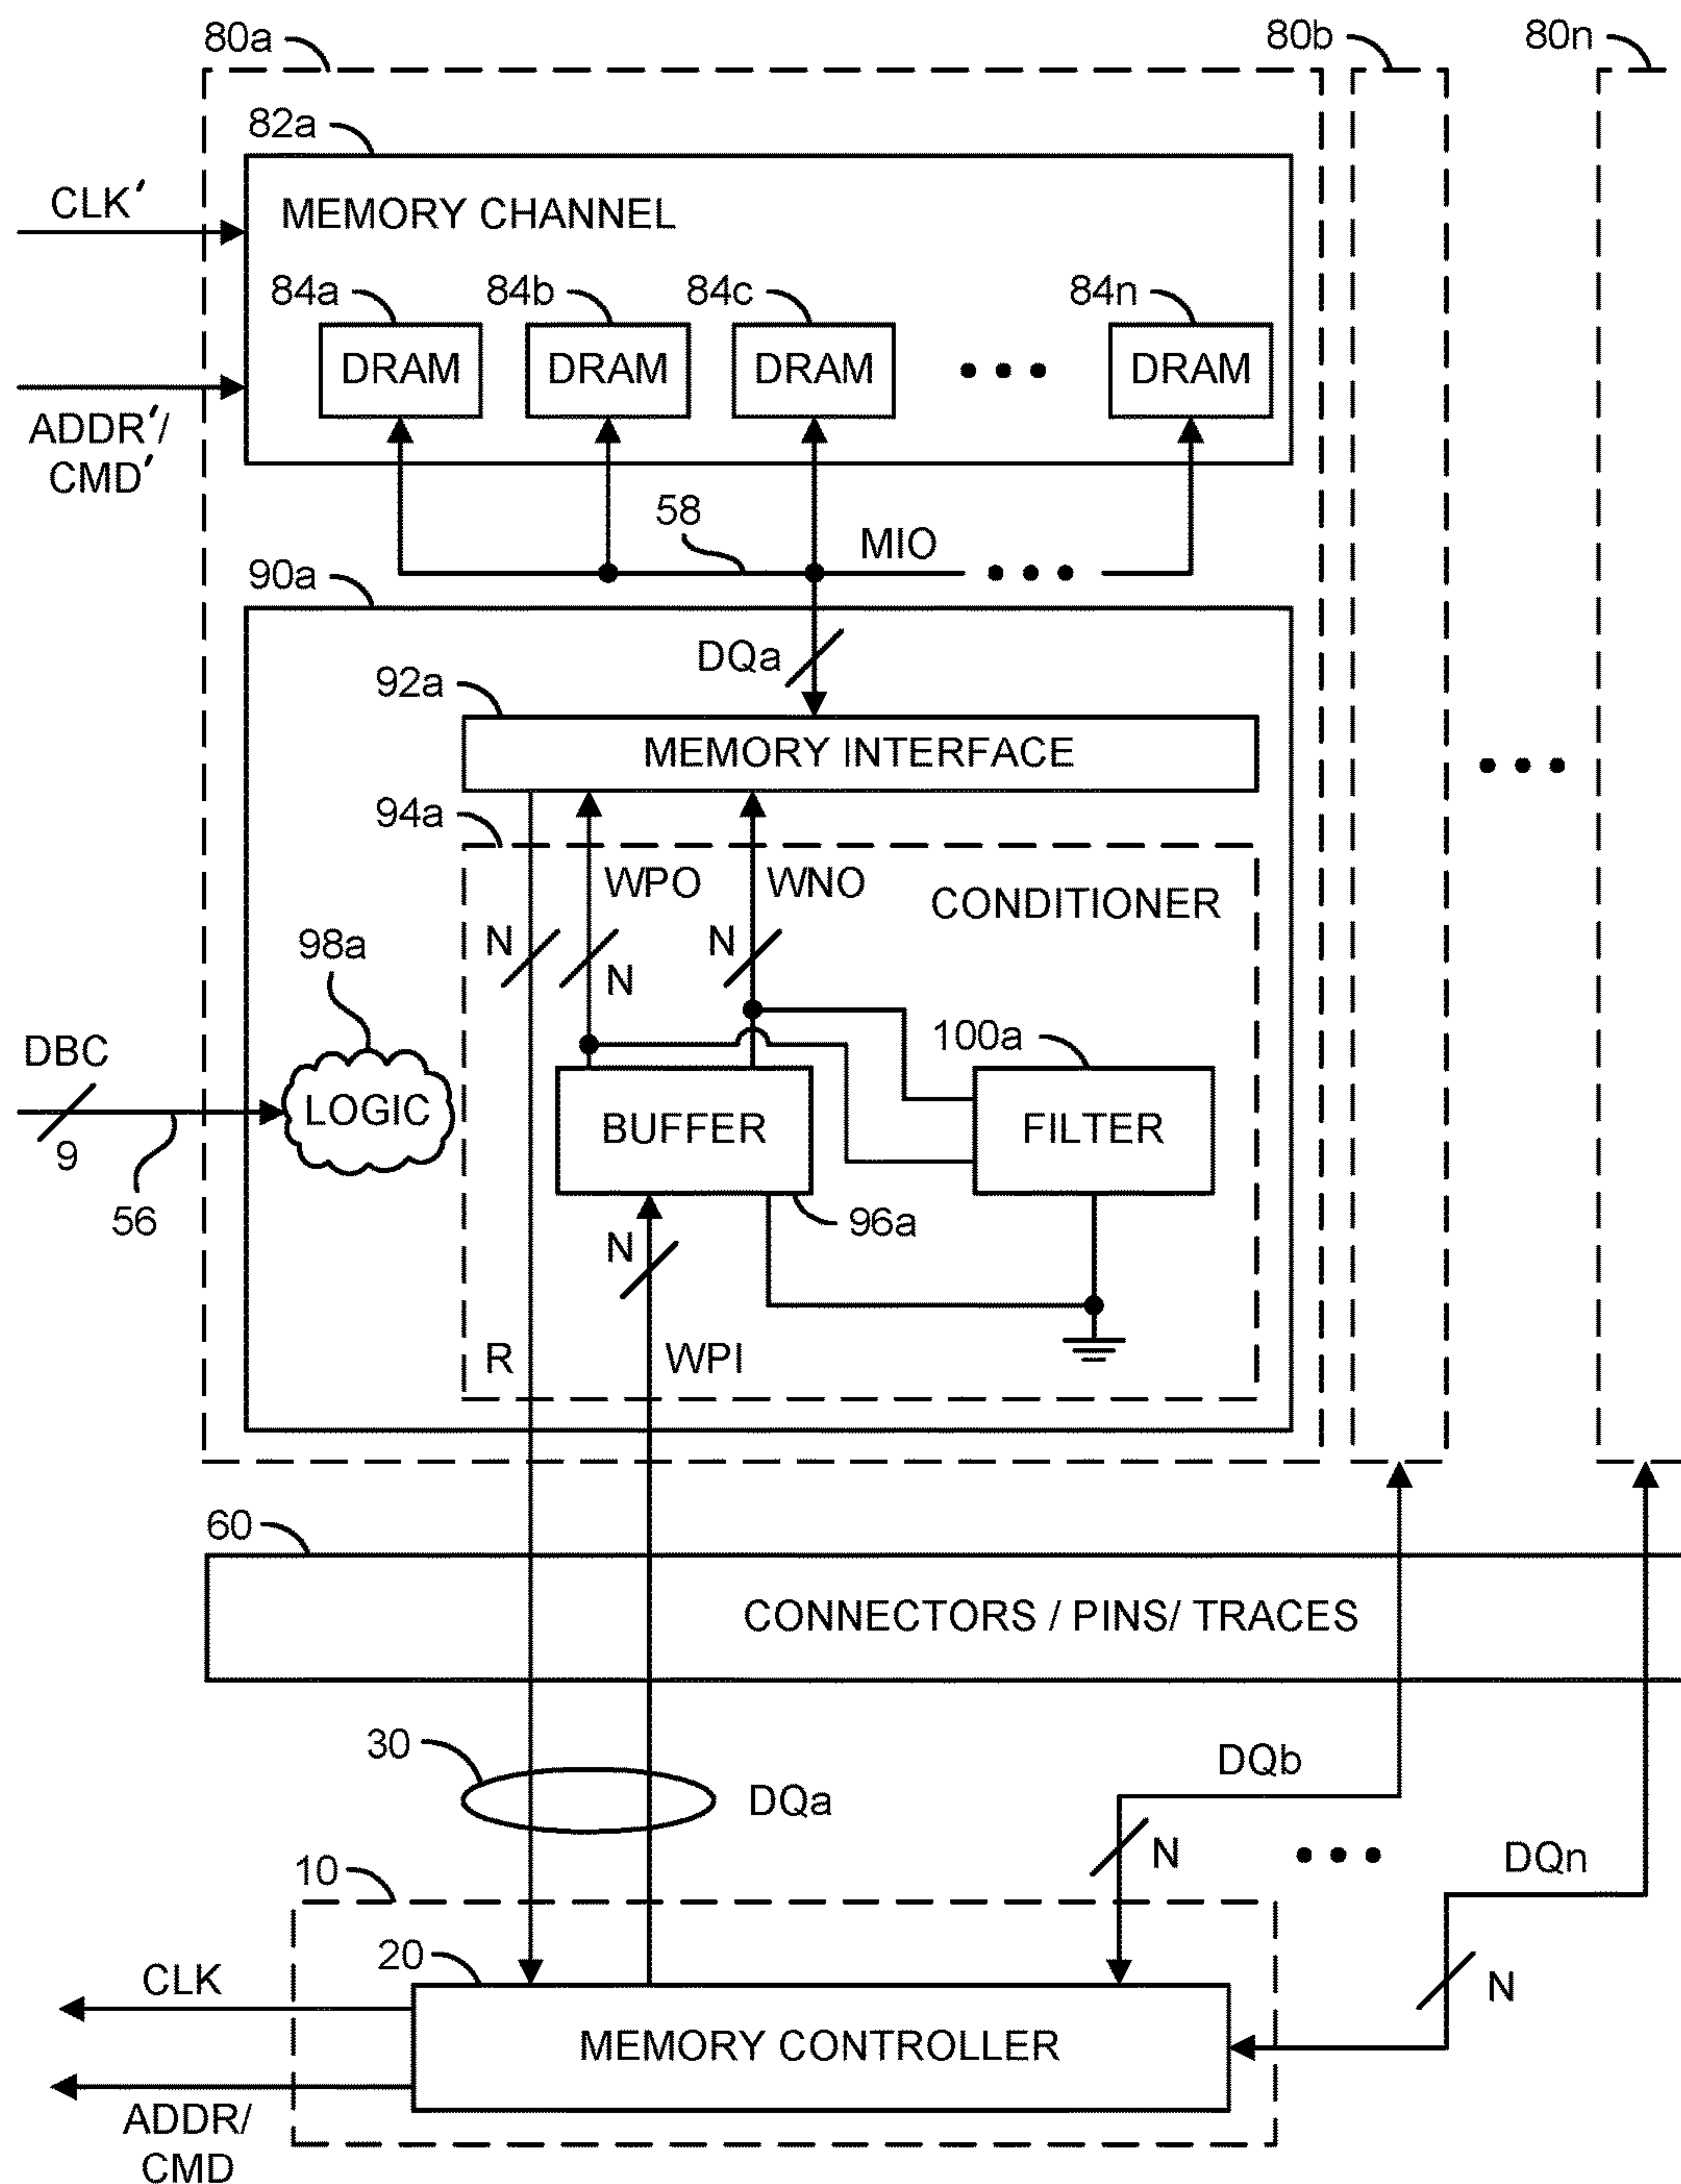 80a
80b
80n
82a
CLK′
MEMORY CHANNEL
84a
84b
84c
84n
DRAM
DRAM
DRAM
DRAM
ADDR′/
CMD′
58
MIO
90a
DQa
92a
MEMORY INTERFACE
94a
WPO
WNO
CONDITIONER
N
N
N
98a
100a
DBC
LOGIC
BUFFER
FILTER
9
56
96a
N
R
WPI
60
CONNECTORS / PINS/ TRACES
30
DQa
DQb
N
DQn
10
20
N
CLK
MEMORY CONTROLLER
ADDR/
CMD